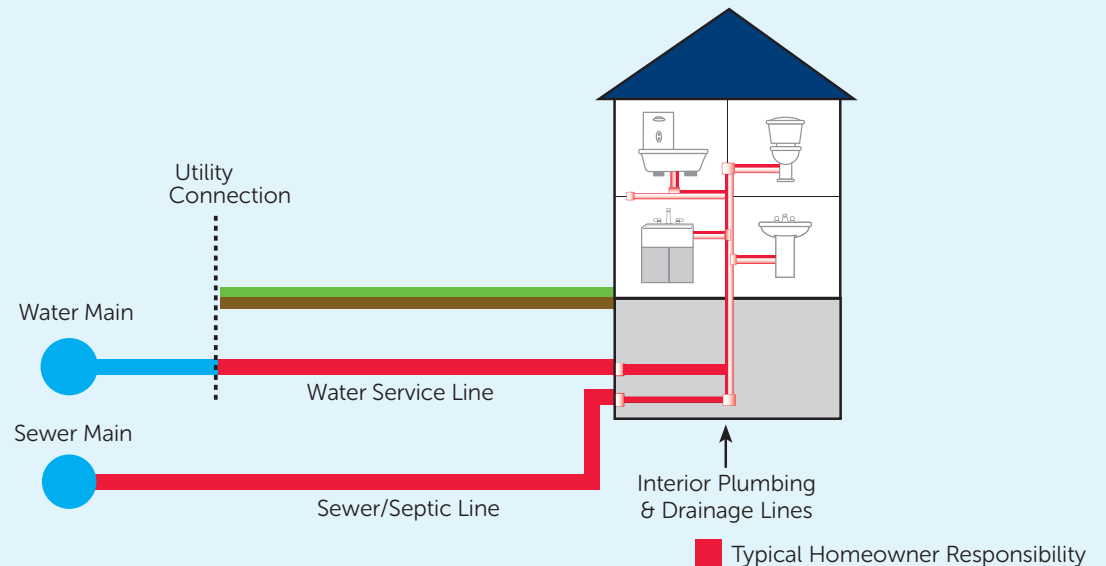 Utility
Connection
Water Main
Water Service Line
Sewer Main
Sewer/Septic Line
Interior Plumbing
& Drainage Lines
Typical Homeowner Responsibility